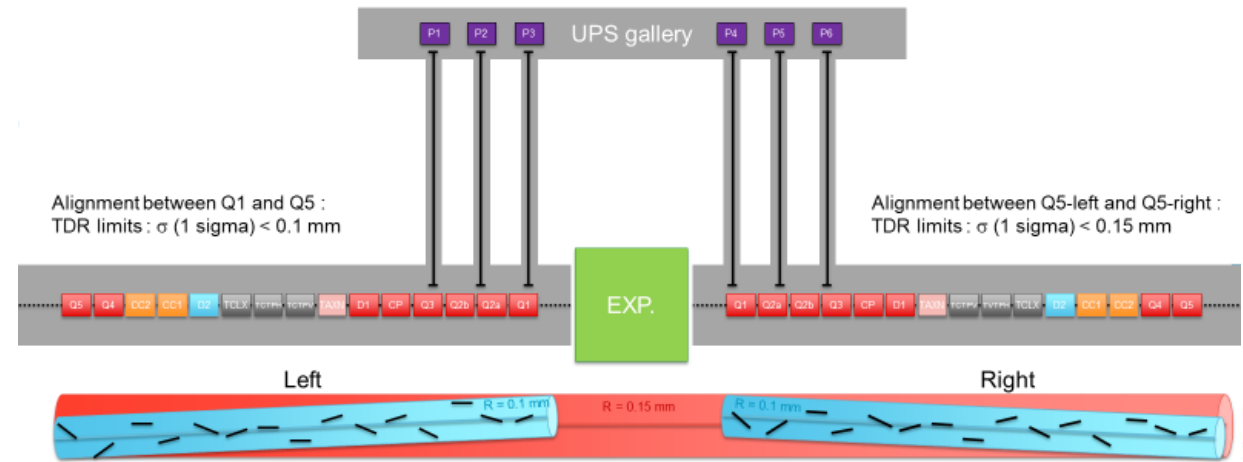 P1 P2 P3 UPS gallery P4 P5 P6
Alignment between Q1 and Q5 :
TDR limits : σ (1 sigma) < 0.1 mm
Alignment between Q5-left and Q5-right :
TDR limits : σ (1 sigma) < 0.15 mm
EXP.
Q5 Q4 CC2 CC1 D2 TCLX TAXN D1 CP Q3 Q2b Q2a Q1
Q1 Q2a Q2b Q3 CP D1 TAXN TCLX D2 CC1 CC2 Q4 Q5
Left
Right
R = 0.1 mm
R = 0.15 mm
R = 0.1 mm